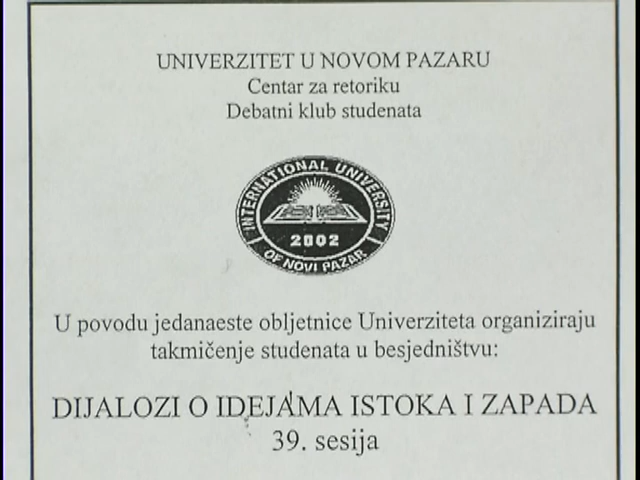 UNIVERZITET U NOVOM PAZARU
Centar za retoriku
Debatni klub studenata
INTERNATIONAL UNIVERSITY
2002
OF NOVI PAZAR
U povodu jedanaeste obljetnice Univerziteta organiziraju
takmičenje studenata u besjedništvu:
DIJALOZI O IDEJAMA ISTOKA I ZAPADA
39. sesija